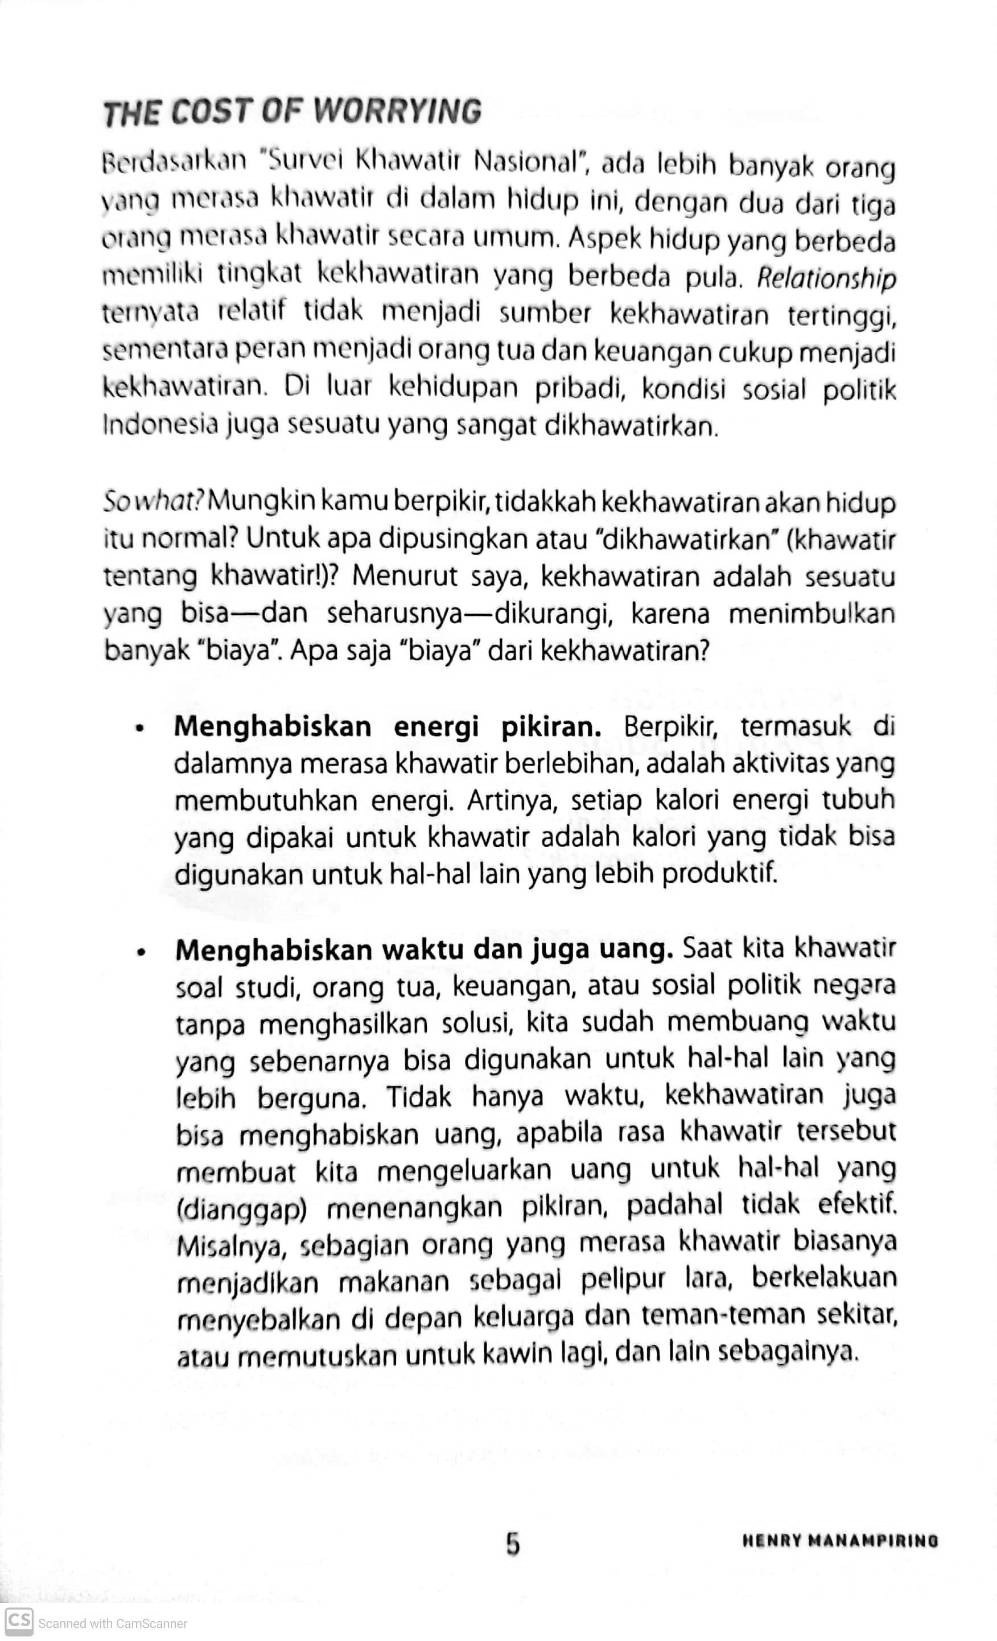 THE COST OF WORRYING
Berdasarkan "Survei Khawatir Nasional", ada lebih banyak orang
yang merasa khawatir di dalam hidup ini, dengan dua dari tiga
orang merasa khawatir secara umum. Aspek hidup yang berbeda
memiliki tingkat kekhawatiran yang berbeda pula. Relationship
ternyata relatif tidak menjadi sumber kekhawatiran tertinggi,
sementara peran menjadi orang tua dan keuangan cukup menjadi
kekhawatiran. Di luar kehidupan pribadi, kondisi sosial politik
Indonesia juga sesuatu yang sangat dikhawatirkan.
So what? Mungkin kamu berpikir, tidakkah kekhawatiran akan hidup
itu normal? Untuk apa dipusingkan atau "dikhawatirkan" (khawatir
tentang khawatir!)? Menurut saya, kekhawatiran adalah sesuatu
yang bisa—dan seharusnya—dikurangi, karena menimbulkan
banyak "biaya". Apa saja "biaya" dari kekhawatiran?
• Menghabiskan energi pikiran. Berpikir, termasuk di
dalamnya merasa khawatir berlebihan, adalah aktivitas yang
membutuhkan energi. Artinya, setiap kalori energi tubuh
yang dipakai untuk khawatir adalah kalori yang tidak bisa
digunakan untuk hal-hal lain yang lebih produktif.
• Menghabiskan waktu dan juga uang. Saat kita khawatir
soal studi, orang tua, keuangan, atau sosial politik negara
tanpa menghasilkan solusi, kita sudah membuang waktu
yang sebenarnya bisa digunakan untuk hal-hal lain yang
lebih berguna. Tidak hanya waktu, kekhawatiran juga
bisa menghabiskan uang, apabila rasa khawatir tersebut
membuat kita mengeluarkan uang untuk hal-hal yang
(dianggap) menenangkan pikiran, padahal tidak efektif.
Misalnya, sebagian orang yang merasa khawatir biasanya
menjadikan makanan sebagai pelipur lara, berkelakuan
menyebalkan di depan keluarga dan teman-teman sekitar,
atau memutuskan untuk kawin lagi, dan lain sebagainya.
5
HENRY MANAMPIRING
CS Scanned with CamScanner